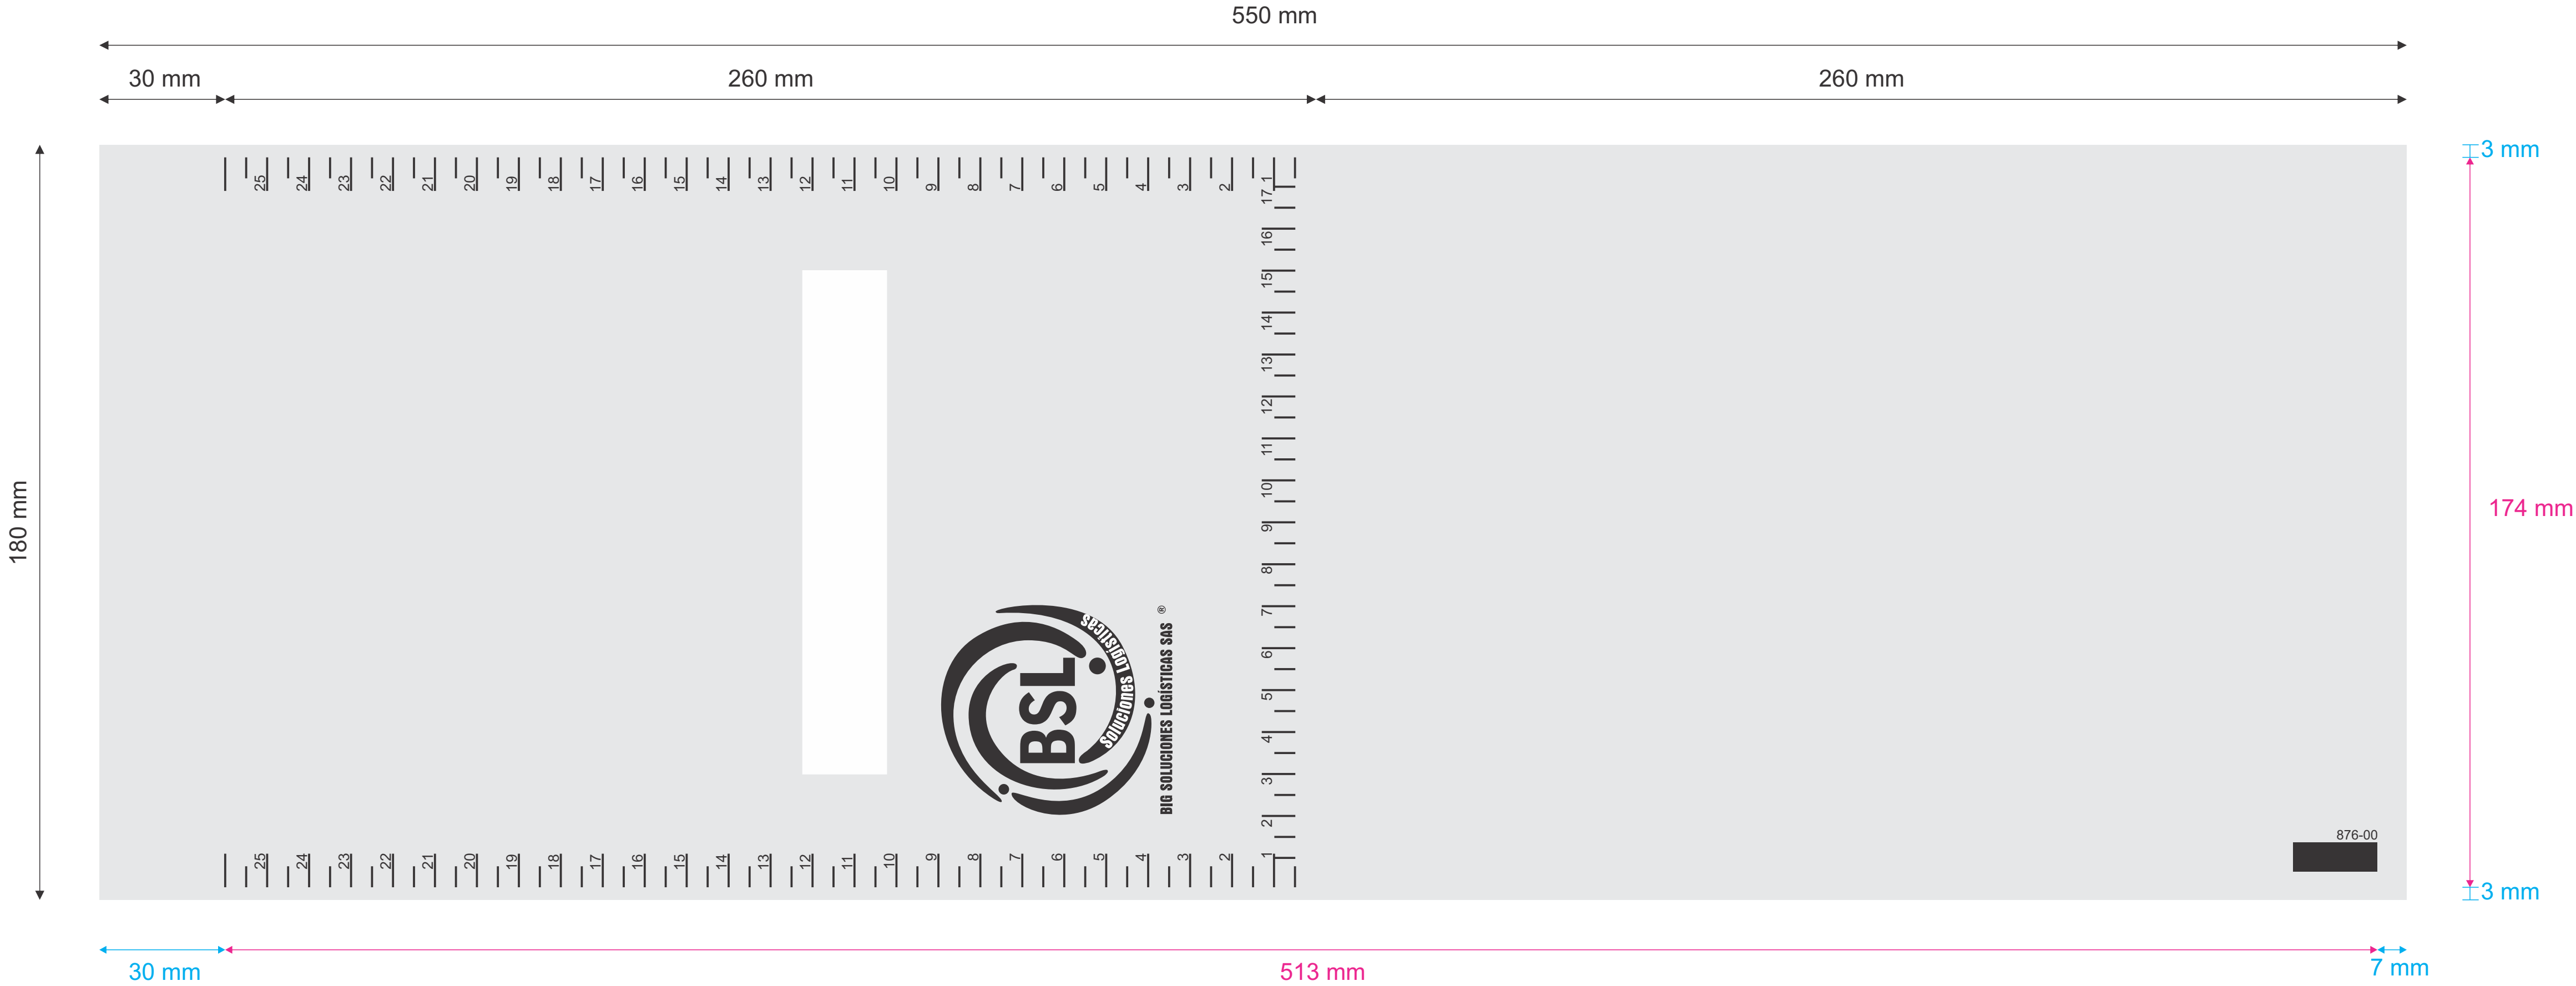 550 mm
30 mm 260 mm 260 mm
3 mm
25 24 23 22 21 20 19 18 17 16 15 14 13 12 11 10 9 8 7 6 5 4 3 2 1
17
16
15
14
13
12
11
10
9
8
7
6
5
4
3
2
1
180 mm
174 mm
BSL
Soluciones Logísticas
BIG SOLUCIONES LOGÍSTICAS SAS ®
876-00
25 24 23 22 21 20 19 18 17 16 15 14 13 12 11 10 9 8 7 6 5 4 3 2
3 mm
30 mm 513 mm 7 mm